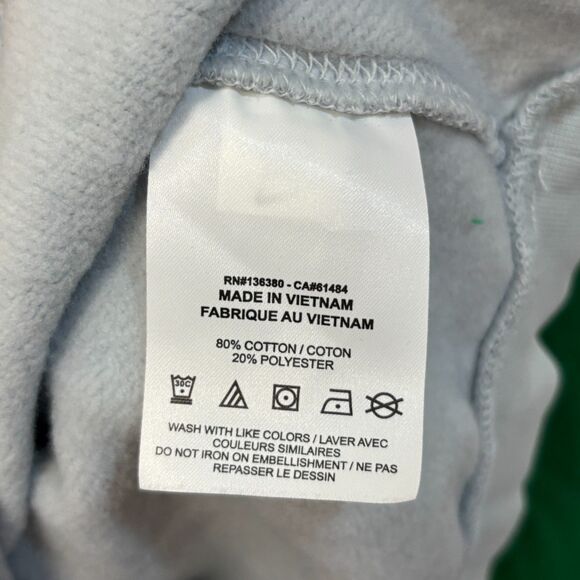 RN#136380 - CA#61484
MADE IN VIETNAM
FABRIQUE AU VIETNAM
80% COTTON / COTON
20% POLYESTER
30C
WASH WITH LIKE COLORS / LAVER AVEC
COULEURS SIMILAIRES
DO NOT IRON ON EMBELLISHMENT / NE PAS
REPASSER LE DESSIN